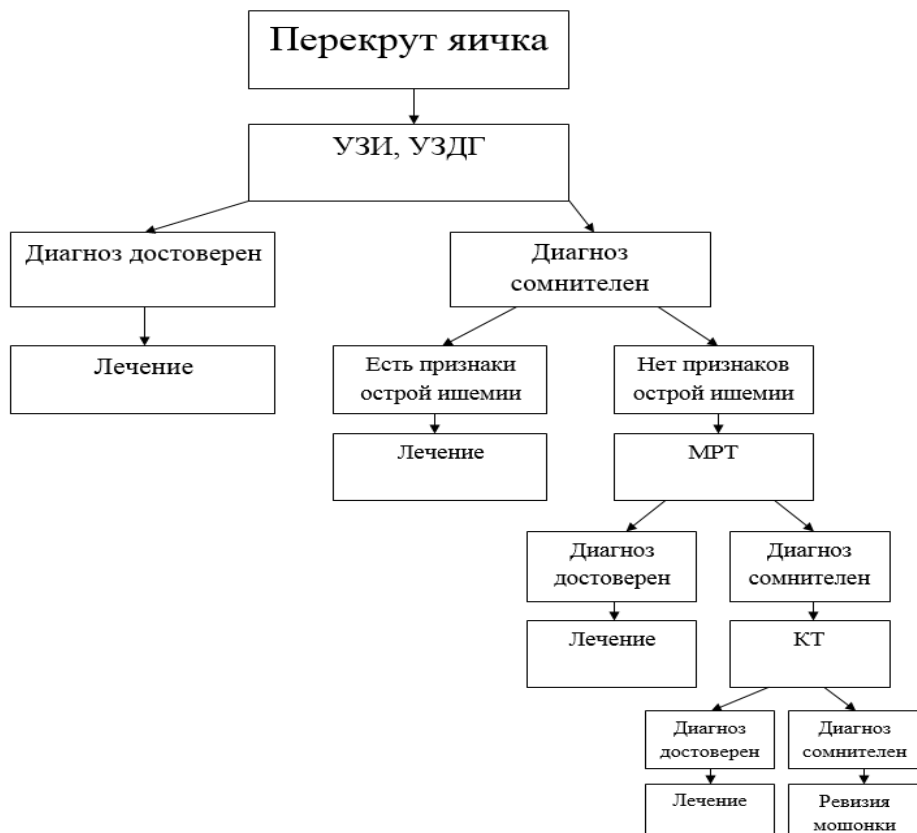 Перекрут яичка
УЗИ, УЗДГ
Диагноз достоверен
Диагноз
сомнителен
Лечение
Есть признаки
острой ишемии
Нет признаков
острой ишемии
Лечение
МРТ
Диагноз
достоверен
Диагноз
сомнителен
Лечение
КТ
Диагноз
достоверен
Диагноз
сомнителен
Лечение
Ревизия
мошонки